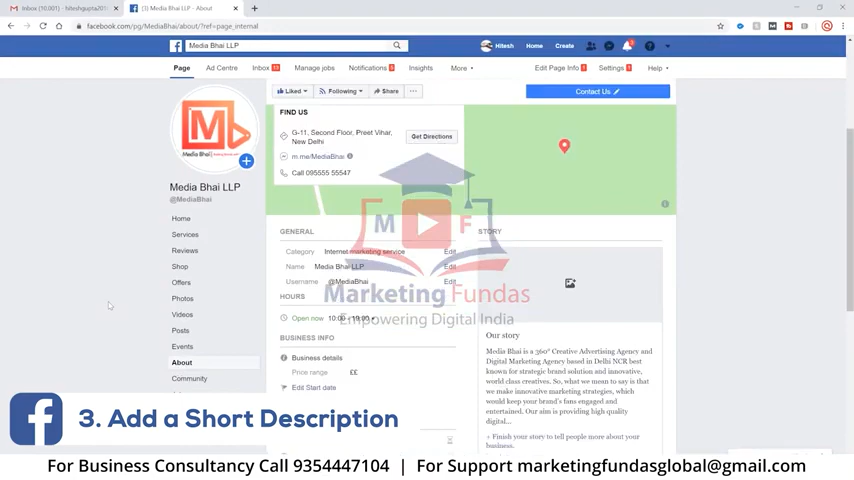 Inbox (10,001) - hiteshgupta201
(3) Media Bhai LLP - About
facebook.com/pg/MediaBhai/about/?ref=page_internal
Media Bhai LLP
Hitesh
Home
Create
Page
Ad Centre
Inbox
Manage jobs
Notifications
Insights
More
Edit Page Info
Settings
Help
Liked
Following
Share
Contact Us
FIND US
G-11, Second Floor, Preet Vihar,
New Delhi
Get Directions
m.me/MediaBhai
Call 095555 55547
Media Bhai LLP
@MediaBhai
Home
Services
Reviews
Shop
Offers
Photos
Videos
Posts
Events
About
Community
GENERAL
Category Internet marketing service Edit
Name Media Bhai LLP Edit
Username @MediaBhai Edit
HOURS
Open now 10:00 - 19:00
BUSINESS INFO
Business details
Price range ££
Edit Start date
STORY
Our story
Media Bhai is a 360° Creative Advertising Agency and
Digital Marketing Agency based in Delhi NCR best
known for strategic brand solution and innovative,
world class creatives. So, what we mean to say is that
we make innovative marketing strategies, which
would keep your brand's fans engaged and
entertained. Our aim is providing high quality
digital...
+ Finish your story to tell people more about your
business.
M F
Marketing Fundas
Empowering Digital India
3. Add a Short Description
For Business Consultancy Call 9354447104 | For Support marketingfundasglobal@gmail.com